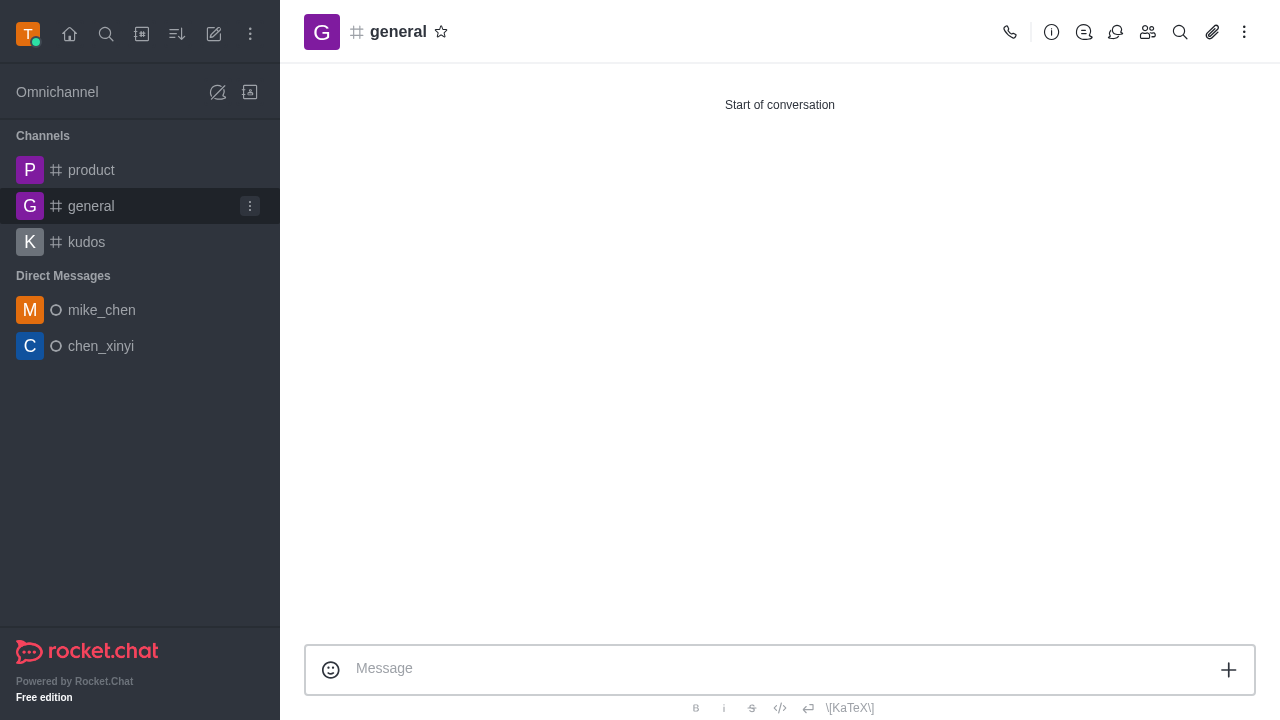 T
Omnichannel
Channels
P product
G general
K kudos
Direct Messages
M mike_chen
C chen_xinyi
rocket.chat
Powered by Rocket.Chat
Free edition
G general
Start of conversation
Message
B i S \[KaTeX\]